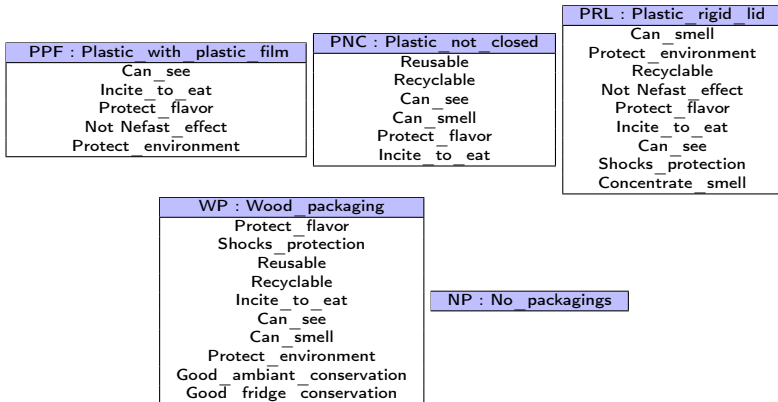 PPF : Plastic_with_plastic_film
Can_see
Incite_to_eat
Protect_flavor
Not Nefast_effect
Protect_environment
PNC : Plastic_not_closed
Reusable
Recyclable
Can_see
Can_smell
Protect_flavor
Incite_to_eat
PRL : Plastic_rigid_lid
Can_smell
Protect_environment
Recyclable
Not Nefast_effect
Protect_flavor
Incite_to_eat
Can_see
Shocks_protection
Concentrate_smell
WP : Wood_packaging
Protect_flavor
Shocks_protection
Reusable
Recyclable
Incite_to_eat
Can_see
Can_smell
Protect_environment
Good_ambiant_conservation
Good_fridge_conservation
NP : No_packagings